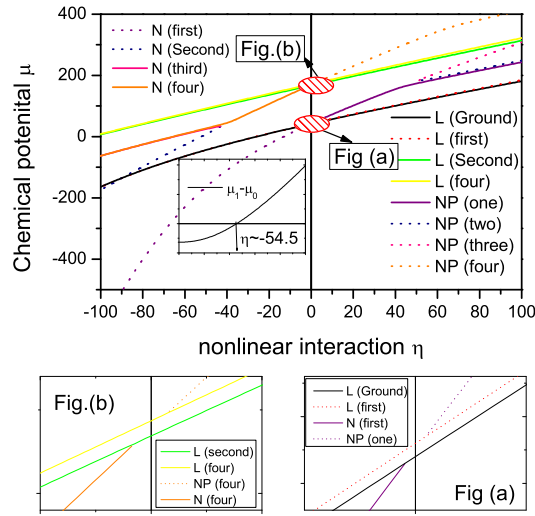 N (first)
N (Second)
N (third)
N (four)
Fig.(b)
Fig (a)
L (Ground)
L (first)
L (Second)
L (four)
NP (one)
NP (two)
NP (three)
NP (four)
μ₁-μ₀
η~-54.5
Chemical potenital μ
400
200
0
-200
-400
-100 -80 -60 -40 -20 0 20 40 60 80 100
nonlinear interaction η
Fig.(b)
L (second)
L (four)
NP (four)
N (four)
L (Ground)
L (first)
N (first)
NP (one)
Fig (a)